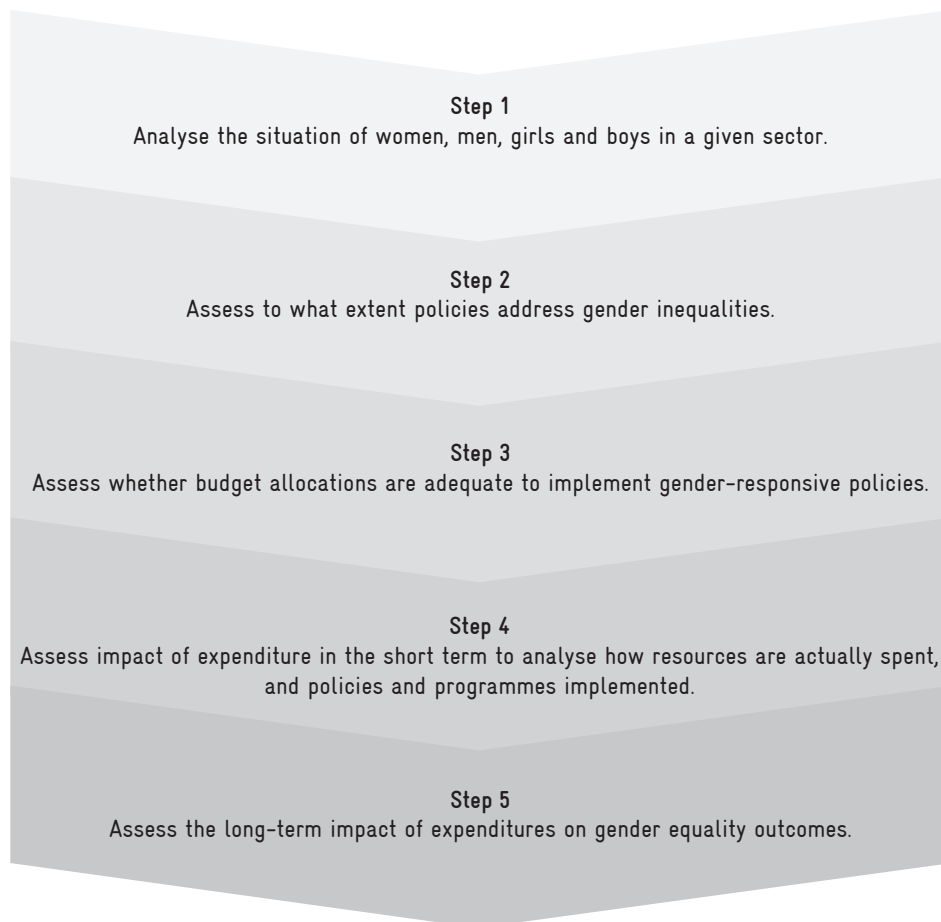 Step 1
Analyse the situation of women, men, girls and boys in a given sector.
Step 2
Assess to what extent policies address gender inequalities.
Step 3
Assess whether budget allocations are adequate to implement gender-responsive policies.
Step 4
Assess impact of expenditure in the short term to analyse how resources are actually spent,
and policies and programmes implemented.
Step 5
Assess the long-term impact of expenditures on gender equality outcomes.